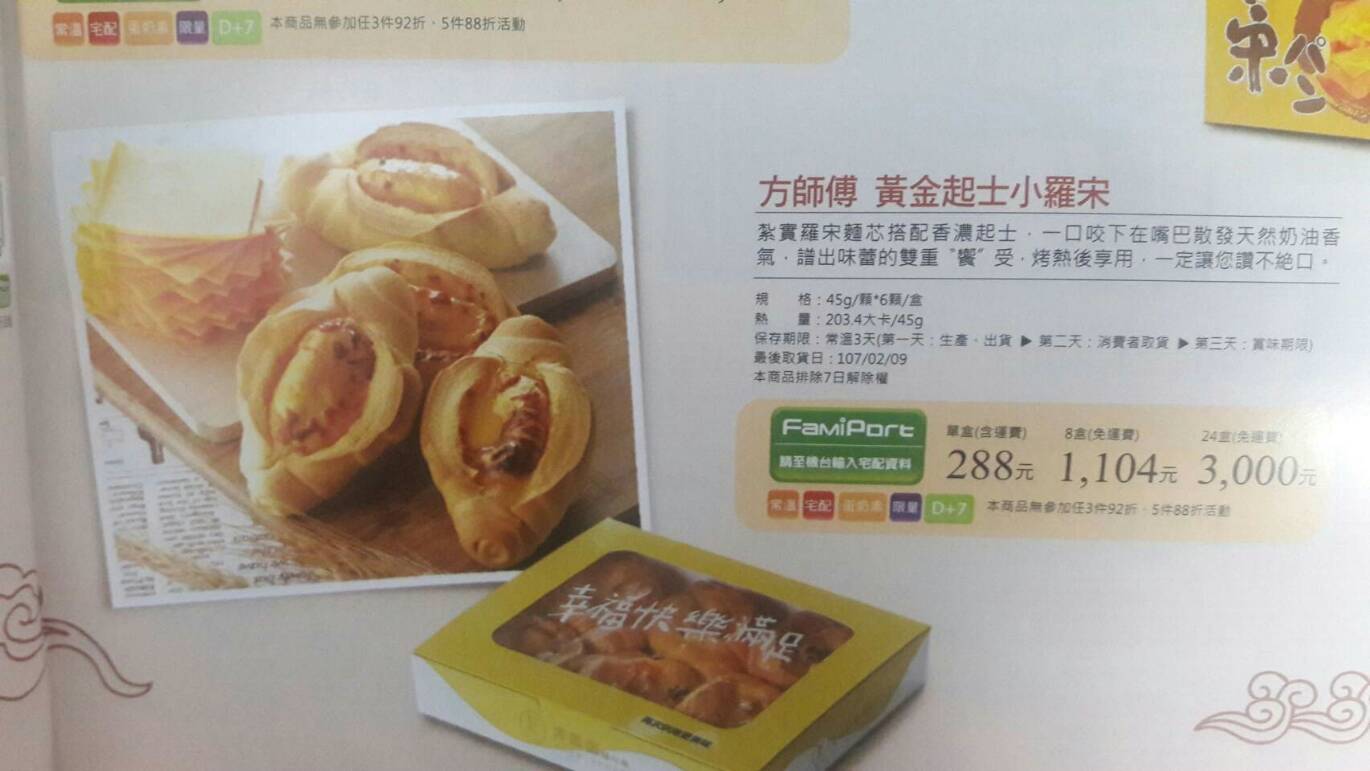 常溫 宅配 蛋奶素 限量 D+7 本商品無參加任3件92折、5件88折活動
宋パン
方師傅 黃金起士小羅宋
紮實羅宋麵芯搭配香濃起士，一口咬下在嘴巴散發天然奶油香
氣，譜出味蕾的雙重〝饗〞受，烤熱後享用，一定讓您讚不絕口。
規 格：45g/顆*6顆/盒
熱 量：203.4大卡/45g
保存期限：常溫3天(第一天：生產、出貨 ▶ 第二天：消費者取貨 ▶ 第三天：賞味期限)
最後取貨日：107/02/09
本商品排除7日解除權
FamiPort
請至機台輸入宅配資料
單盒(含運費) 8盒(免運費) 24盒(免運費)
288元 1,104元 3,000元
常溫 宅配 蛋奶素 限量 D+7 本商品無參加任3件92折、5件88折活動
幸福快樂滿足